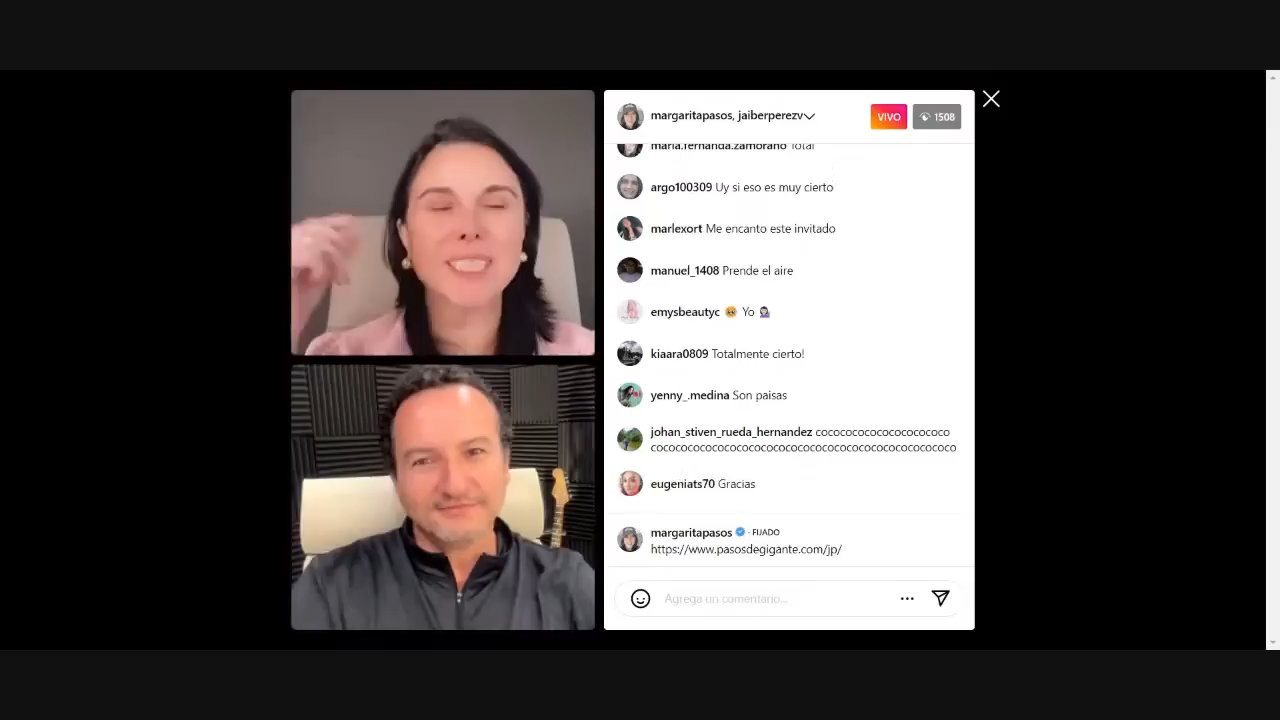 margaritapasos, jaiberperezv
VIVO
1508
maria.fernanda.zamorano Total
argo100309 Uy si eso es muy cierto
marlexort Me encanto este invitado
manuel_1408 Prende el aire
emysbeautyc 🥺 Yo 🙋🏻‍♀️
kiaara0809 Totalmente cierto!
yenny_.medina Son paisas
johan_stiven_rueda_hernandez cocococococococococococo
cocococococococococococococococococococococococococo
eugeniats70 Gracias
margaritapasos · FIJADO
https://www.pasosdegigante.com/jp/
Agrega un comentario...